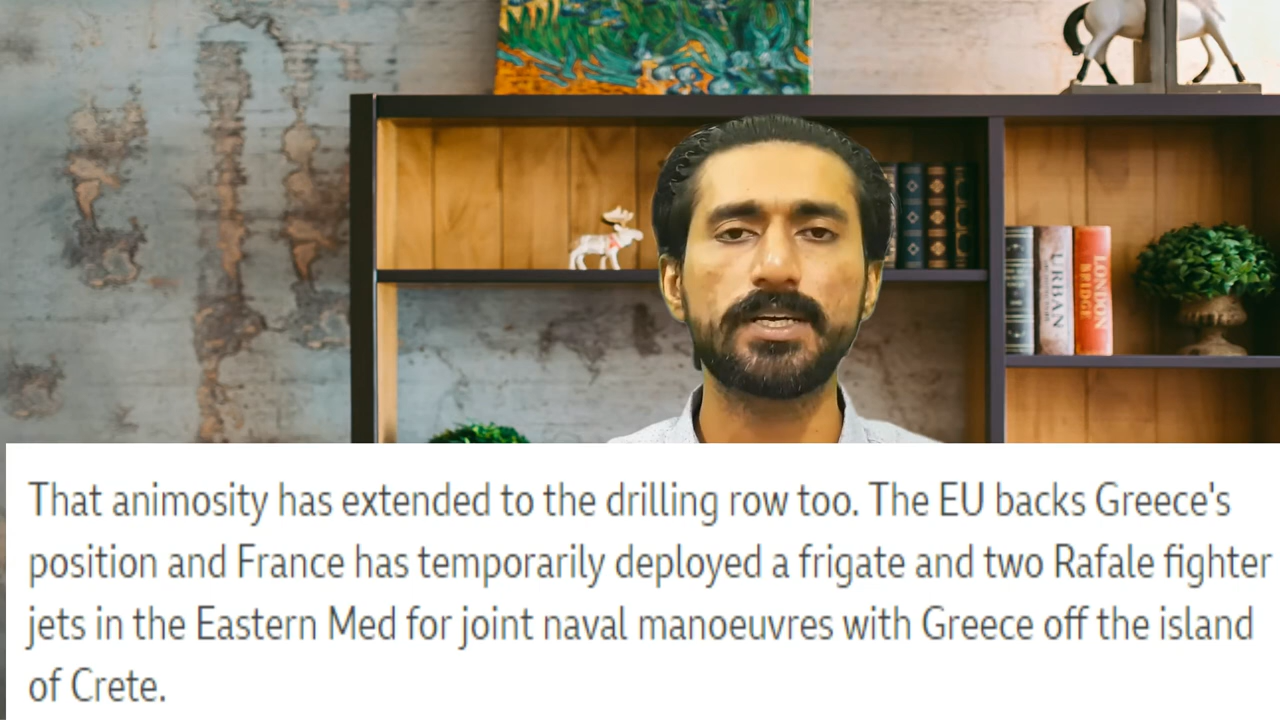 URBAN
LONDON
BRIDGE
That animosity has extended to the drilling row too. The EU backs Greece's
position and France has temporarily deployed a frigate and two Rafale fighter
jets in the Eastern Med for joint naval manoeuvres with Greece off the island
of Crete.